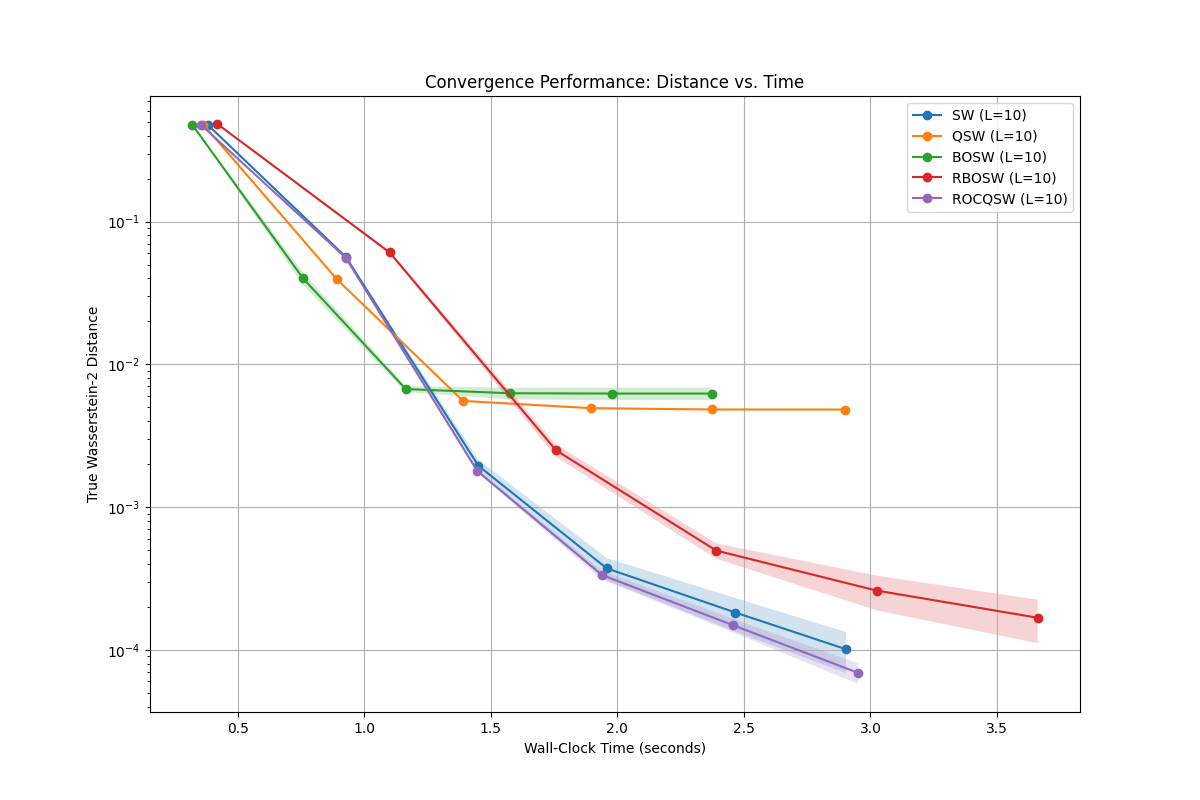 Convergence Performance: Distance vs. Time
SW (L=10)
QSW (L=10)
BOSW (L=10)
RBOSW (L=10)
ROCQSW (L=10)
True Wasserstein-2 Distance
10⁻¹
10⁻²
10⁻³
10⁻⁴
0.5 1.0 1.5 2.0 2.5 3.0 3.5
Wall-Clock Time (seconds)